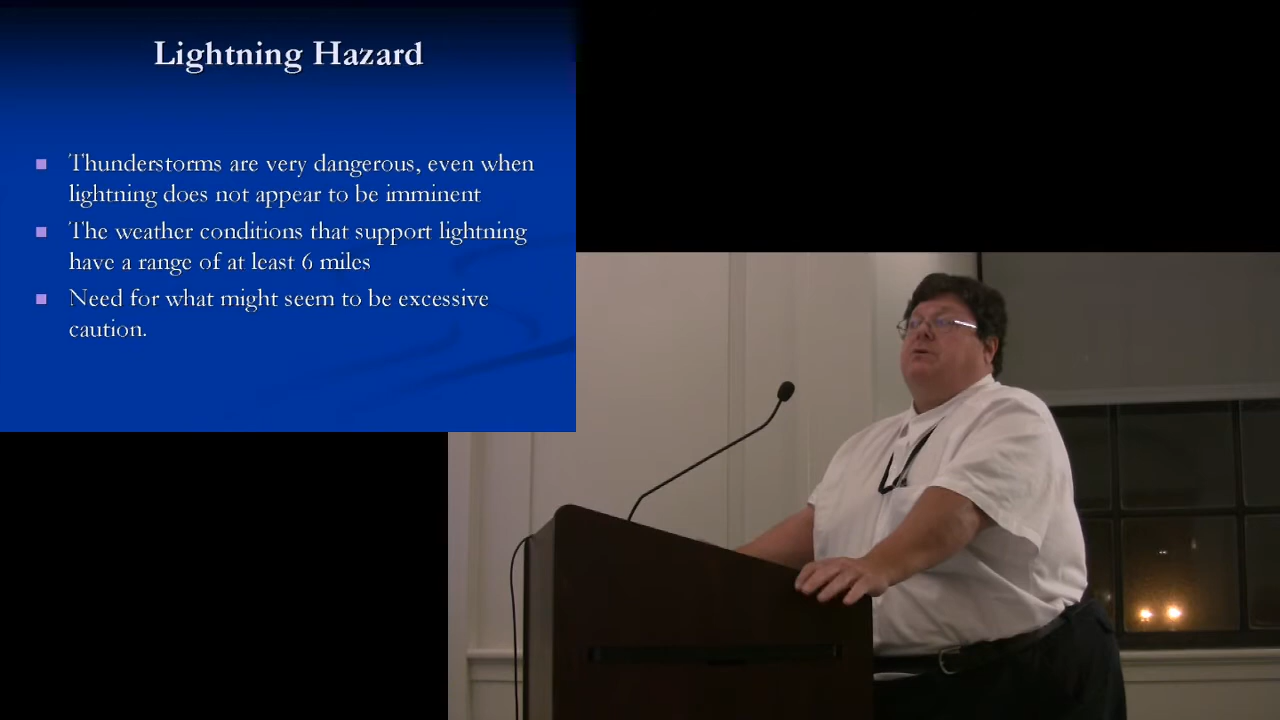 Lightning Hazard
Thunderstorms are very dangerous, even when
lightning does not appear to be imminent
The weather conditions that support lightning
have a range of at least 6 miles
Need for what might seem to be excessive
caution.